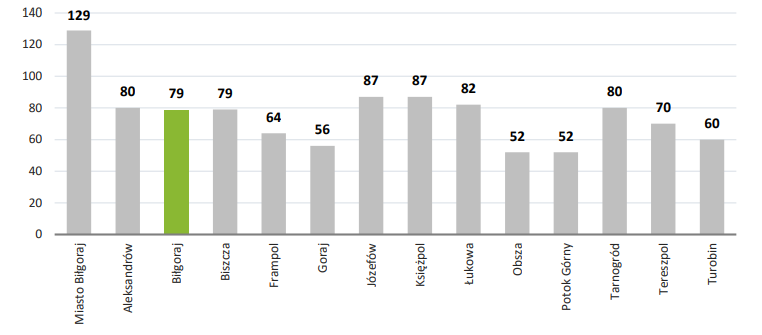 140
120
100
80
60
40
20
0
129
80
79
79
64
56
87
87
82
52
52
80
70
60
Miasto Biłgoraj
Aleksandrów
Biłgoraj
Biszcza
Frampol
Goraj
Józefów
Księżpol
Łukowa
Obsza
Potok Górny
Tarnogród
Tereszpol
Turobin